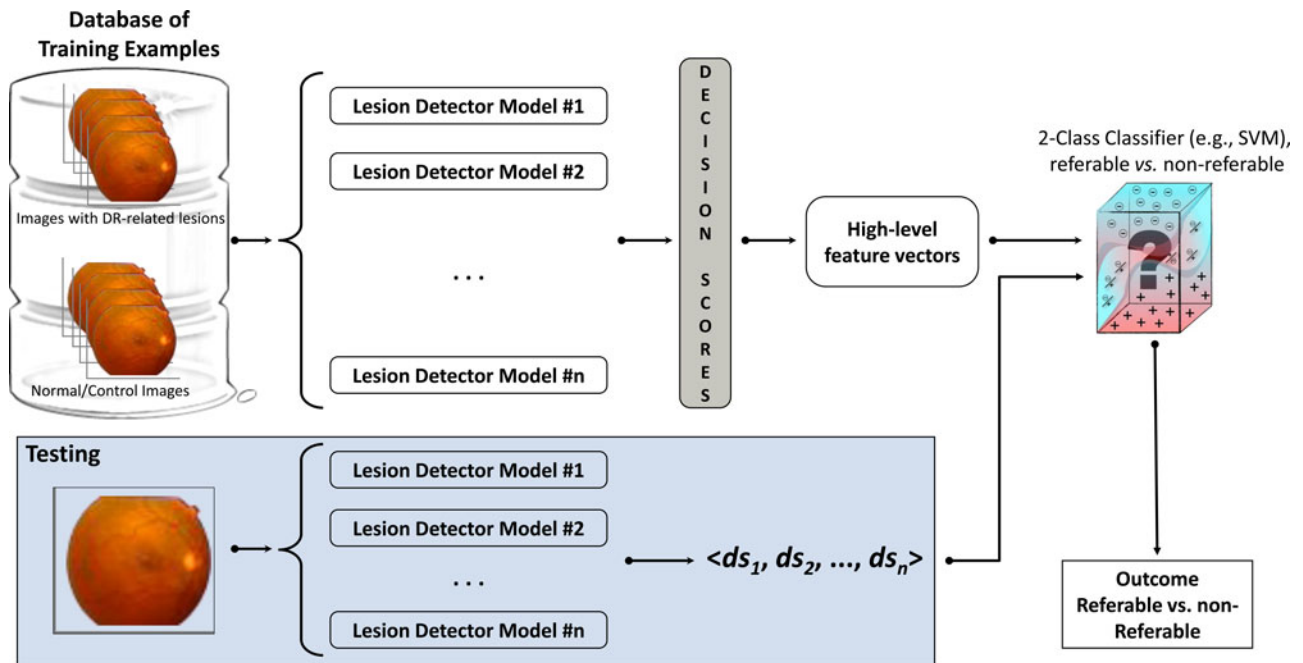 Database of
Training Examples
Images with DR-related lesions
Normal/Control Images
Lesion Detector Model #1
Lesion Detector Model #2
...
Lesion Detector Model #n
DECISION SCORES
High-level
feature vectors
2-Class Classifier (e.g., SVM),
referable vs. non-referable
?
Testing
Lesion Detector Model #1
Lesion Detector Model #2
...
Lesion Detector Model #n
<ds₁, ds₂, ..., dsₙ>
Outcome
Referable vs. non-
Referable